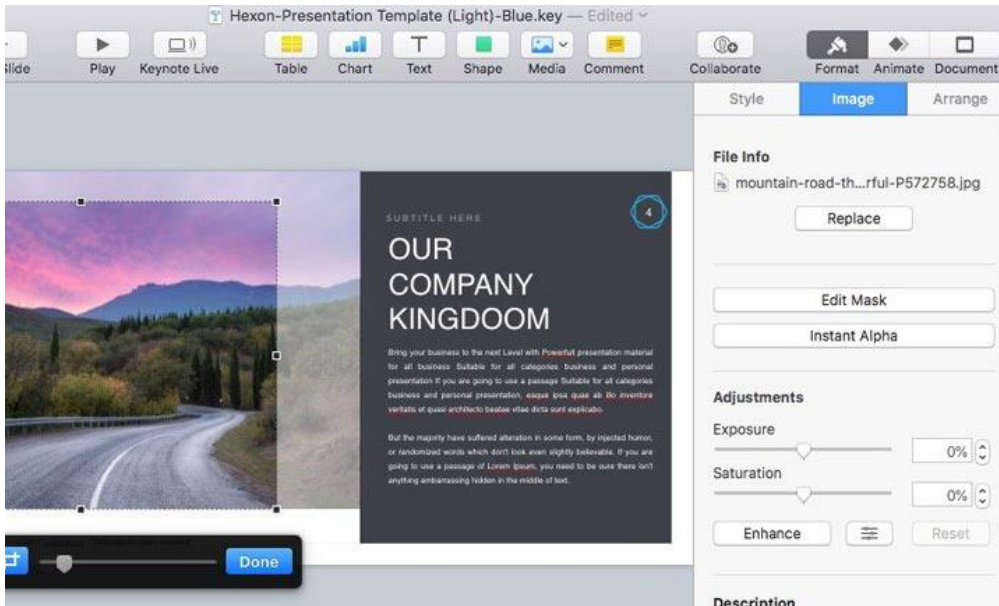 Hexon-Presentation Template (Light)-Blue.key — Edited
Slide
Play
Keynote Live
Table
Chart
Text
Shape
Media
Comment
Collaborate
Format
Animate
Document
Style
Image
Arrange
File Info
mountain-road-th...rful-P572758.jpg
Replace
Edit Mask
Instant Alpha
Adjustments
Exposure
0%
Saturation
0%
Enhance
Reset
Description
SUBTITLE HERE
4
OUR
COMPANY
KINGDOOM
Bring your business to the next Level with Powerfull presentation material
for all business Suitable for all categories business and personal
presentation If you are going to use a passage Suitable for all categories
business and personal presentation, eaque ipsa quae ab illo inventore
veritatis et quasi architecto beatae vitae dicta sunt explicabo.
But the majority have suffered alteration in some form, by injected humor,
or randomized words which don't look even slightly believable. If you are
going to use a passage of Lorem Ipsum, you need to be sure there isn't
anything embarrassing hidden in the middle of text.
Done